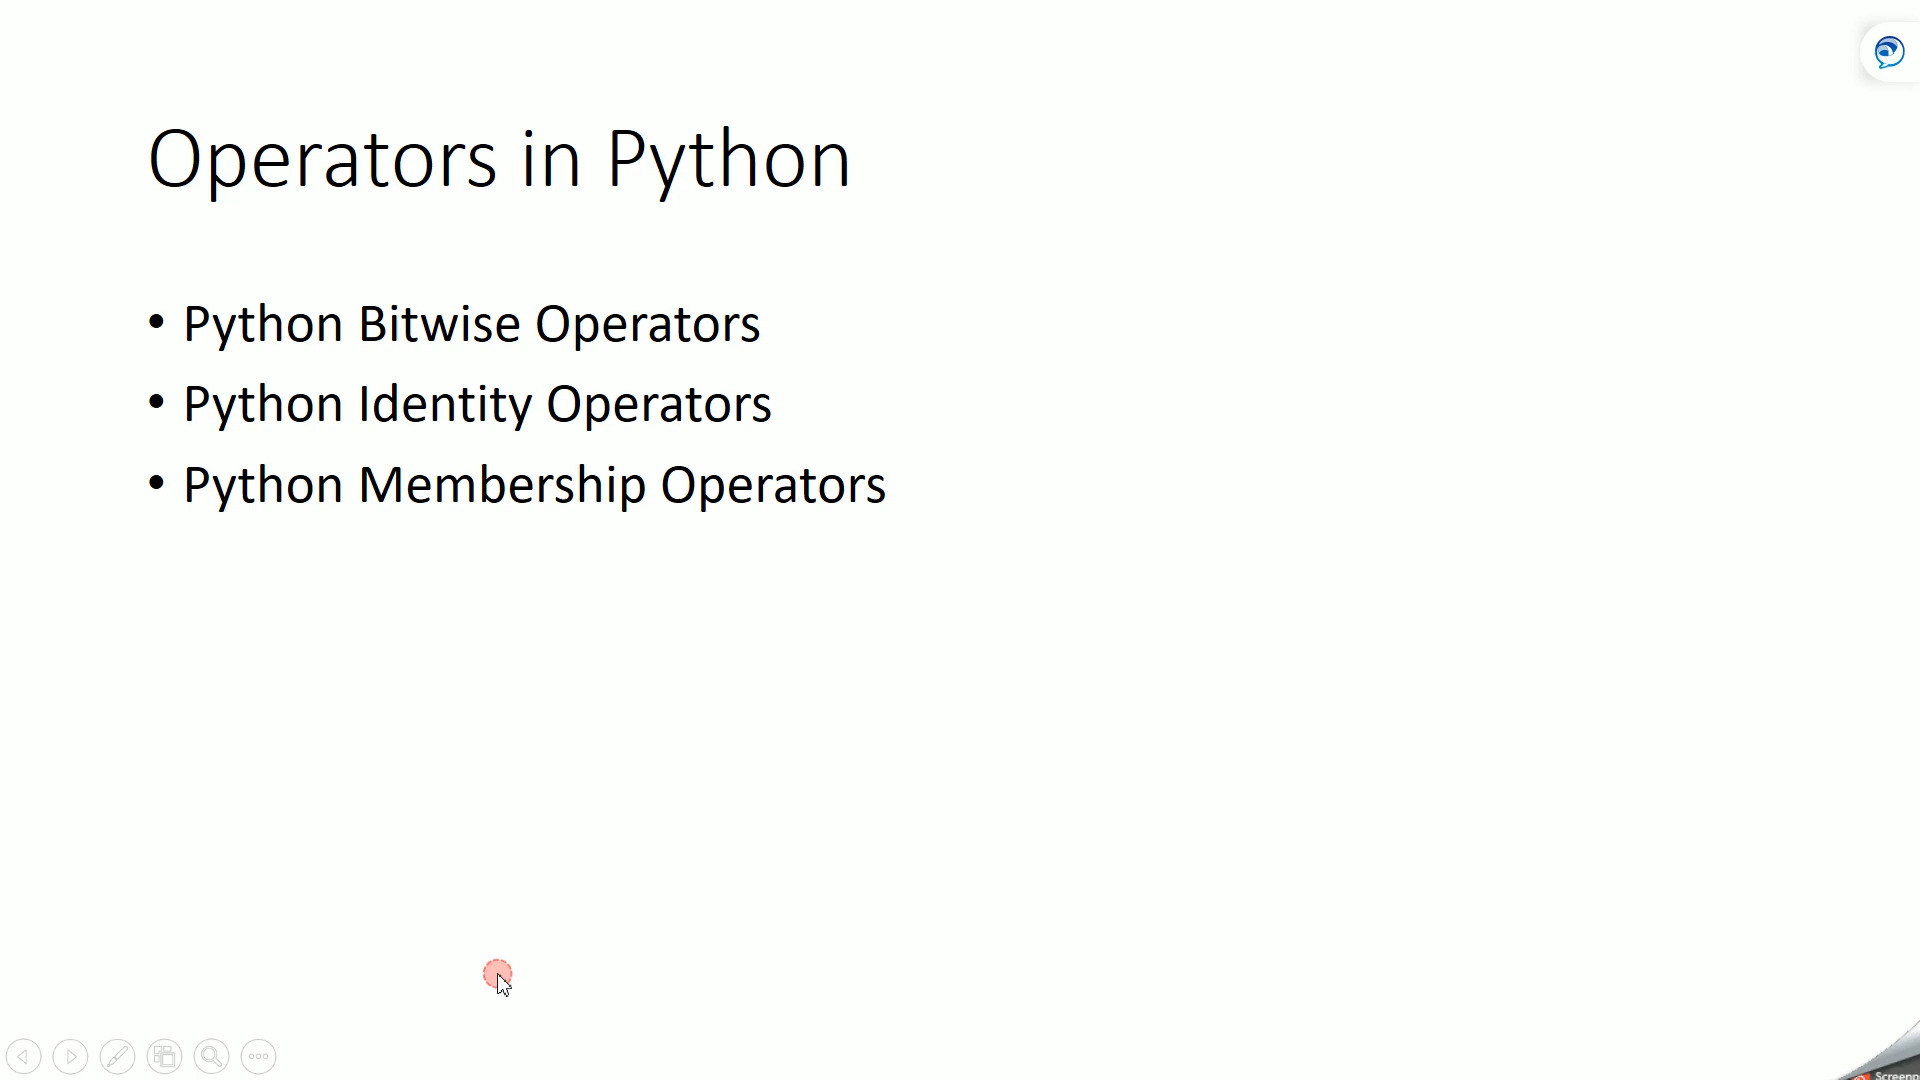 Operators in Python
• Python Bitwise Operators
• Python Identity Operators
• Python Membership Operators